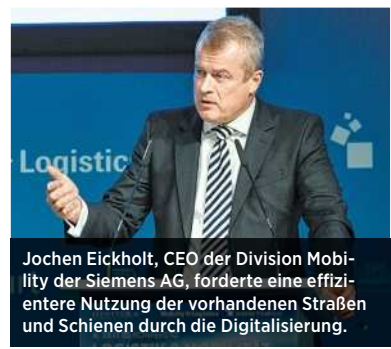 Logistic
Jochen Eickholt, CEO der Division Mobi-
lity der Siemens AG, forderte eine effizi-
entere Nutzung der vorhandenen Straßen
und Schienen durch die Digitalisierung.